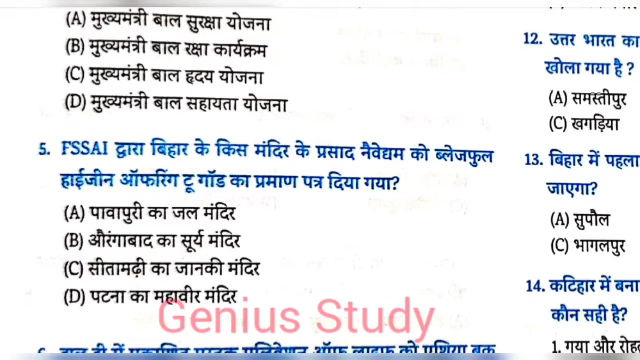 (A) मुख्यमंत्री बाल सुरक्षा योजना
(B) मुख्यमंत्री बाल रक्षा कार्यक्रम
(C) मुख्यमंत्री बाल हृदय योजना
(D) मुख्यमंत्री बाल सहायता योजना
5. FSSAI द्वारा बिहार के किस मंदिर के प्रसाद नैवेद्यम को ब्लेजफुल
हाईजीन ऑफरिंग टू गॉड का प्रमाण पत्र दिया गया?
(A) पावापुरी का जल मंदिर
(B) औरंगाबाद का सूर्य मंदिर
(C) सीतामढ़ी का जानकी मंदिर
(D) पटना का महावीर मंदिर
Genius Study
12. उत्तर भारत का
खोला गया है ?
(A) समस्तीपुर
(C) खगड़िया
13. बिहार में पहला
जाएगा?
(A) सुपौल
(C) भागलपुर
14. कटिहार में बना
कौन सही है?
1. गया और